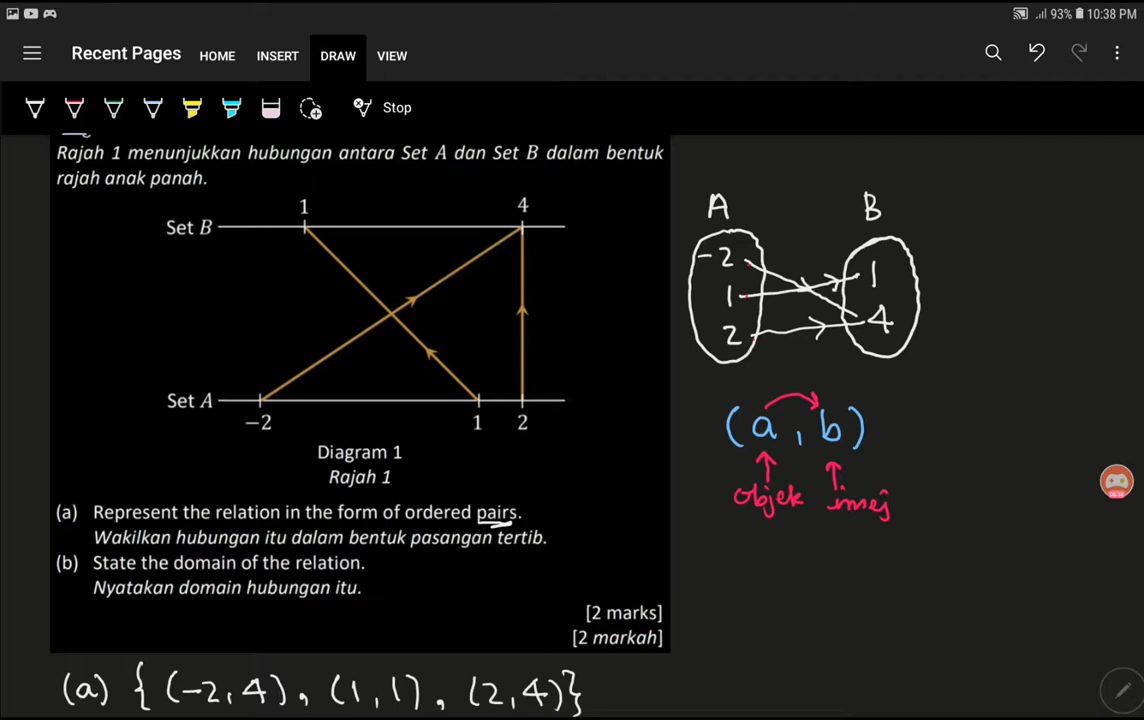 93% 10:38 PM
Recent Pages HOME INSERT DRAW VIEW
Stop
Rajah 1 menunjukkan hubungan antara Set A dan Set B dalam bentuk
rajah anak panah.
1 4
Set B
Set A
−2 1 2
Diagram 1
Rajah 1
(a) Represent the relation in the form of ordered pairs.
Wakilkan hubungan itu dalam bentuk pasangan tertib.
(b) State the domain of the relation.
Nyatakan domain hubungan itu.
[2 marks]
[2 markah]
A B
-2 1
1 4
2
(a, b)
objek imej
(a) {(-2,4), (1,1), (2,4)}